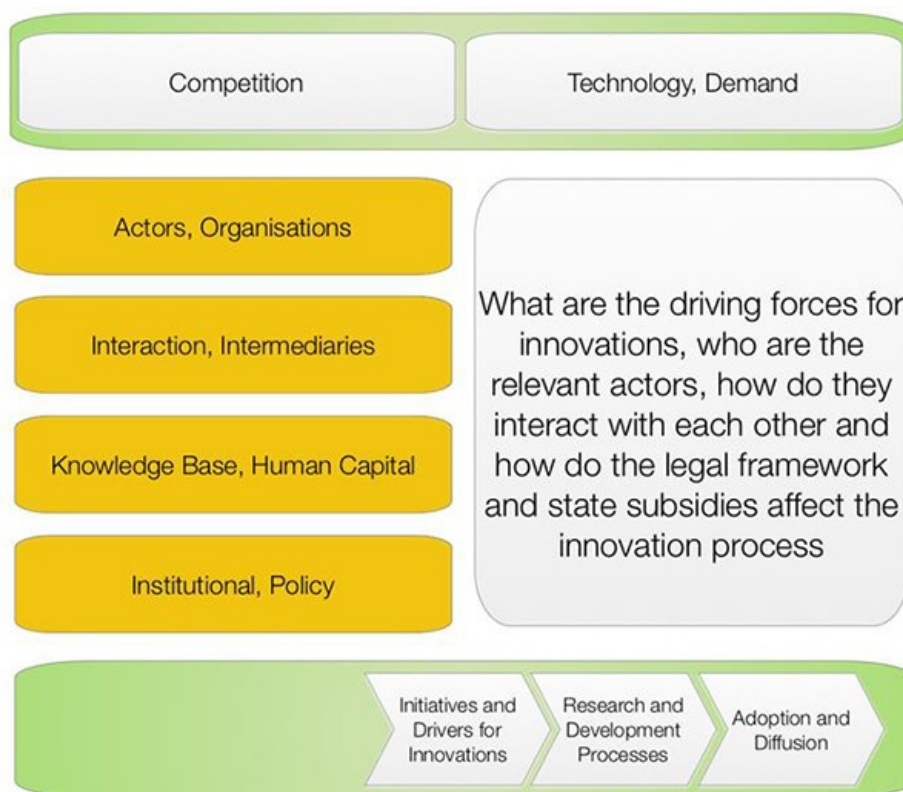 Competition
Technology, Demand
Actors, Organisations
Interaction, Intermediaries
Knowledge Base, Human Capital
Institutional, Policy
What are the driving forces for
innovations, who are the
relevant actors, how do they
interact with each other and
how do the legal framework
and state subsidies affect the
innovation process
Initiatives and
Drivers for
Innovations
Research and
Development
Processes
Adoption and
Diffusion